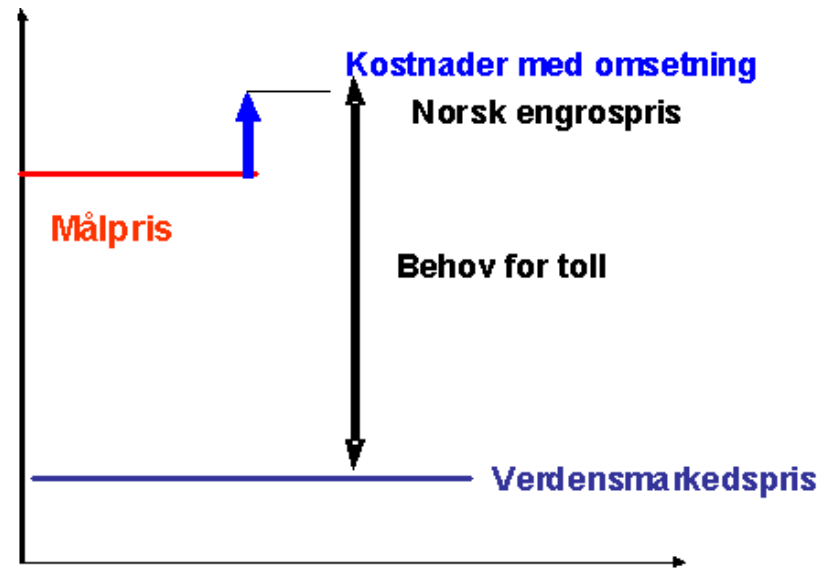 Kostnader med omsetning
Norsk engrospris
Målpris
Behov for toll
Verdensmarkedspris